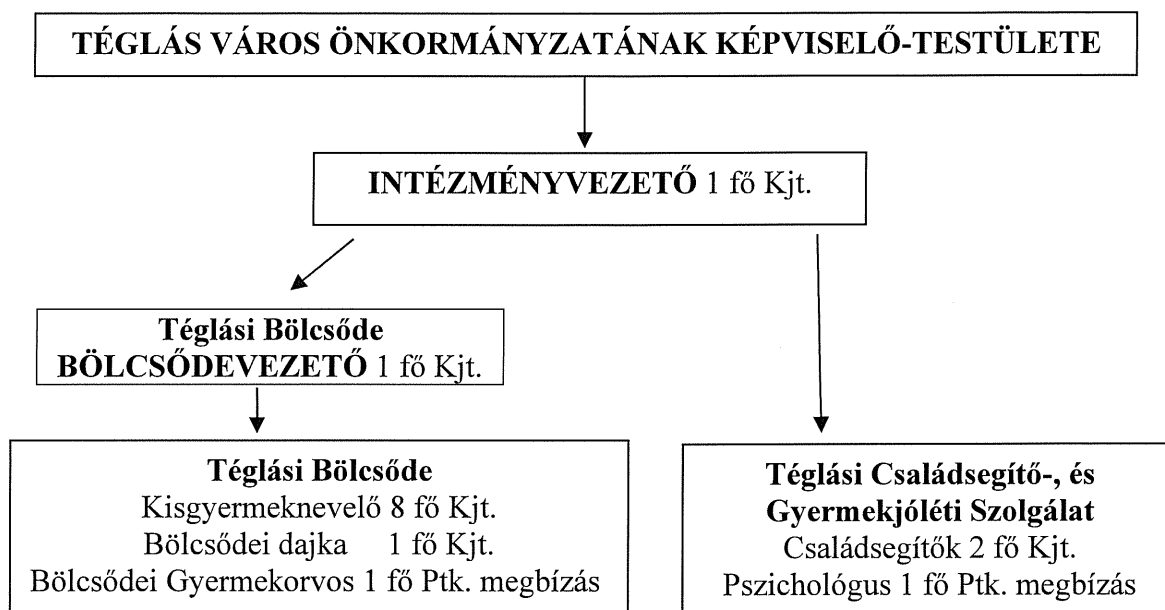 TÉGLÁS VÁROS ÖNKORMÁNYZATÁNAK KÉPVISELŐ-TESTÜLETE
INTÉZMÉNYVEZETŐ 1 fő Kjt.
Téglási Bölcsőde
BÖLCSŐDEVEZETŐ 1 fő Kjt.
Téglási Bölcsőde
Kisgyermeknevelő 8 fő Kjt.
Bölcsődei dajka 1 fő Kjt.
Bölcsődei Gyermekorvos 1 fő Ptk. megbízás
Téglási Családsegítő-, és
Gyermekjóléti Szolgálat
Családsegítők 2 fő Kjt.
Pszichológus 1 fő Ptk. megbízás